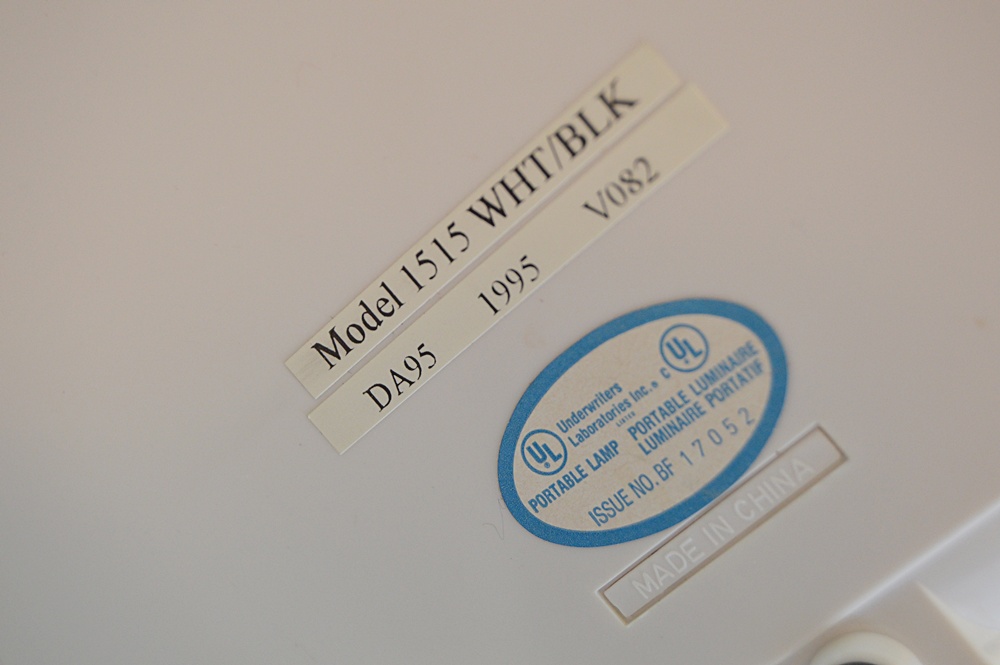 Model 1515 WHT/BLK
DA95 1995 V082
UL Underwriters Laboratories Inc.® C UL
LISTED
PORTABLE LAMP PORTABLE LUMINAIRE
LUMINAIRE PORTATIF
ISSUE NO. BF 17052
MADE IN CHINA